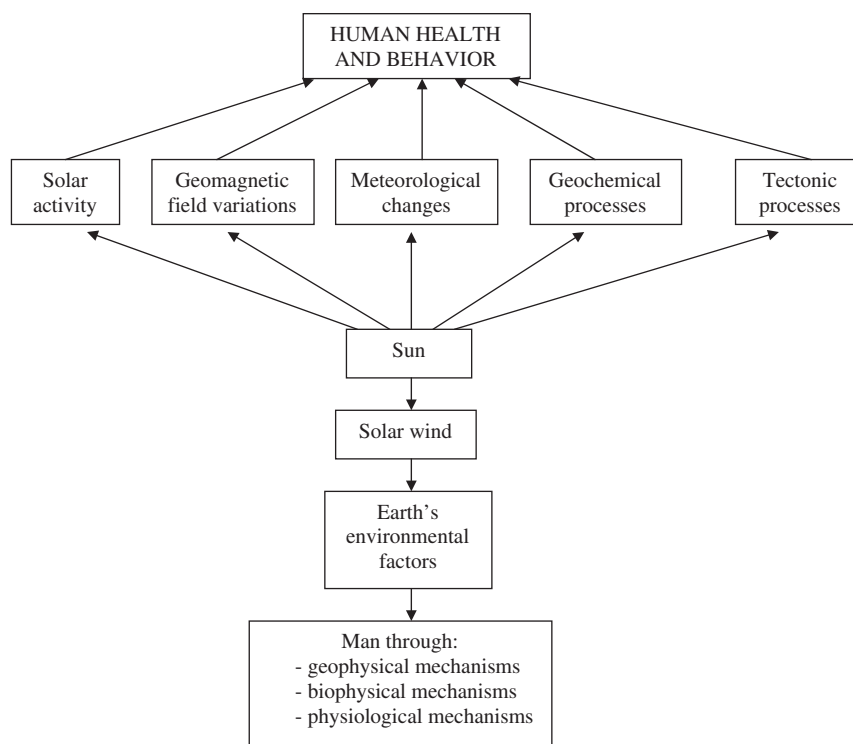 HUMAN HEALTH
AND BEHAVIOR
Solar
activity
Geomagnetic
field variations
Meteorological
changes
Geochemical
processes
Tectonic
processes
Sun
Solar wind
Earth's
environmental
factors
Man through:
- geophysical mechanisms
- biophysical mechanisms
- physiological mechanisms